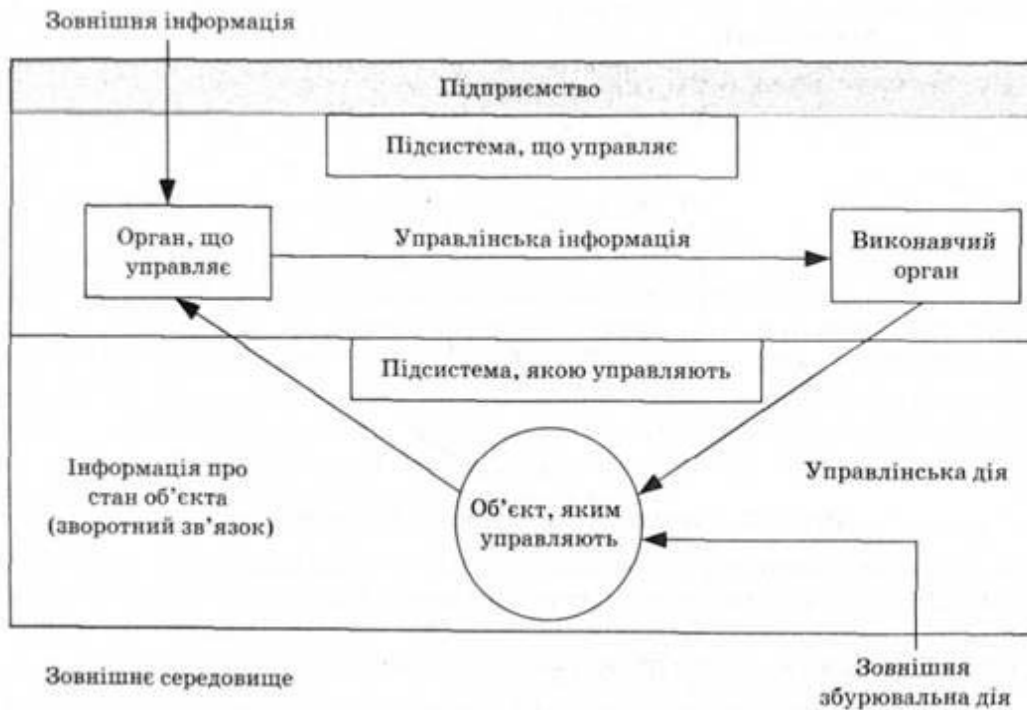 Зовнішня інформація
Підприємство
Підсистема, що управляє
Орган, що
управляє
Управлінська інформація
Виконавчий
орган
Підсистема, якою управляють
Інформація про
стан об’єкта
(зворотний зв’язок)
Об’єкт, яким
управляють
Управлінська дія
Зовнішнє середовище
Зовнішня
збурювальна дія